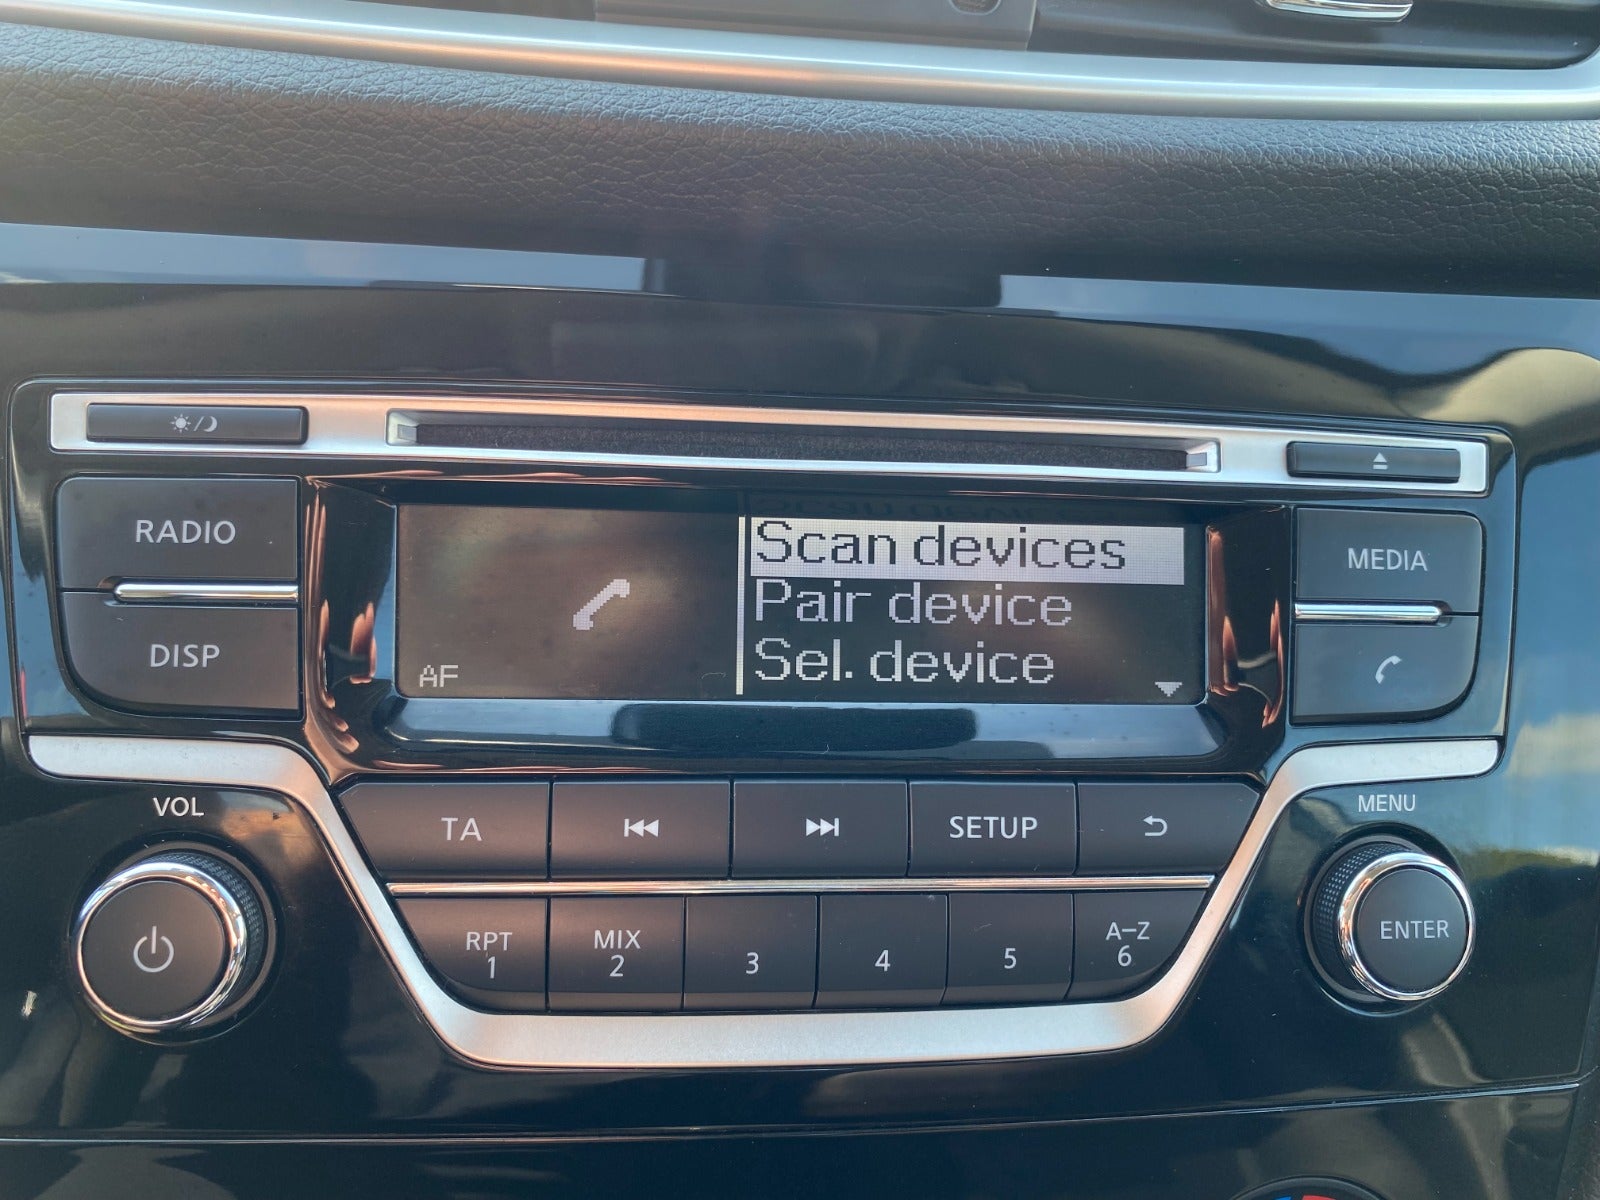 RADIO
DISP
AF
Scan devices
Pair device
Sel. device
MEDIA
VOL
MENU
TA
SETUP
ENTER
RPT
1
MIX
2
3
4
5
A–Z
6